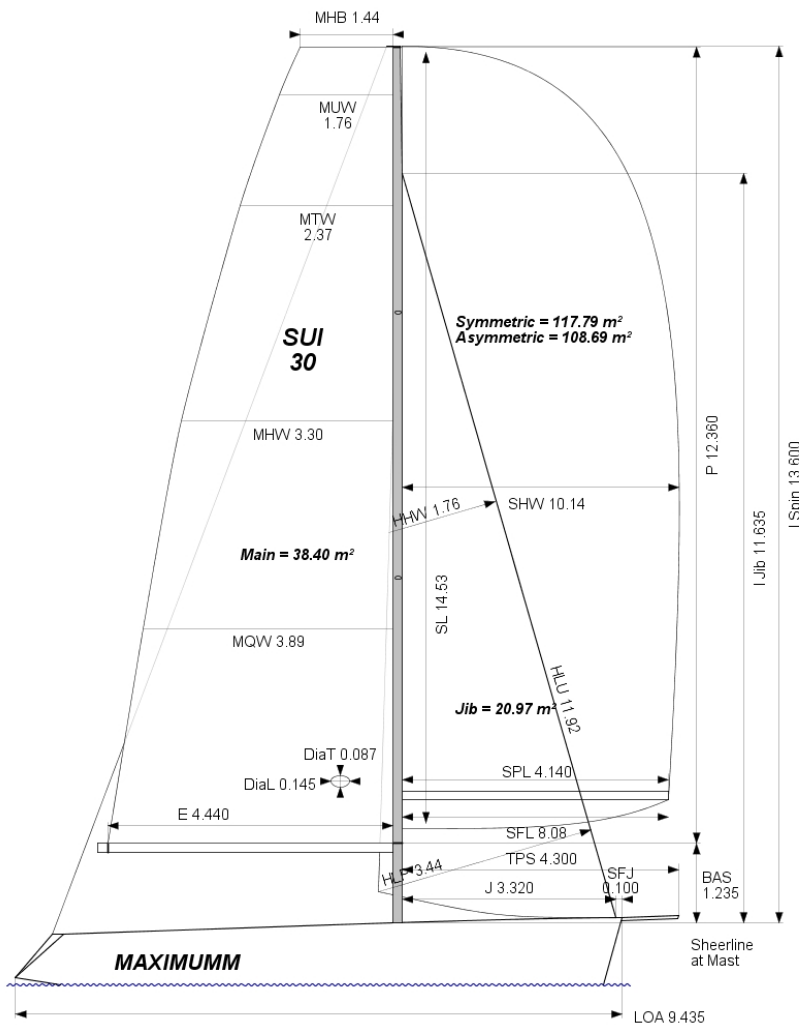 MHB 1.44
MUW
1.76
MTW
2.37
SUI
30
Symmetric = 117.79 m²
Asymmetric = 108.69 m²
MHW 3.30
P 12.360
I Spin 13.600
HHW 1.76
SHW 10.14
I Jib 11.635
Main = 38.40 m²
SL 14.53
MQW 3.89
HLU 11.92
Jib = 20.97 m²
DiaT 0.087
DiaL 0.145
SPL 4.140
E 4.440
SFL 8.08
HLP 3.44
TPS 4.300
SFJ
0.100
J 3.320
BAS
1.235
Sheerline
at Mast
MAXIMUMM
LOA 9.435